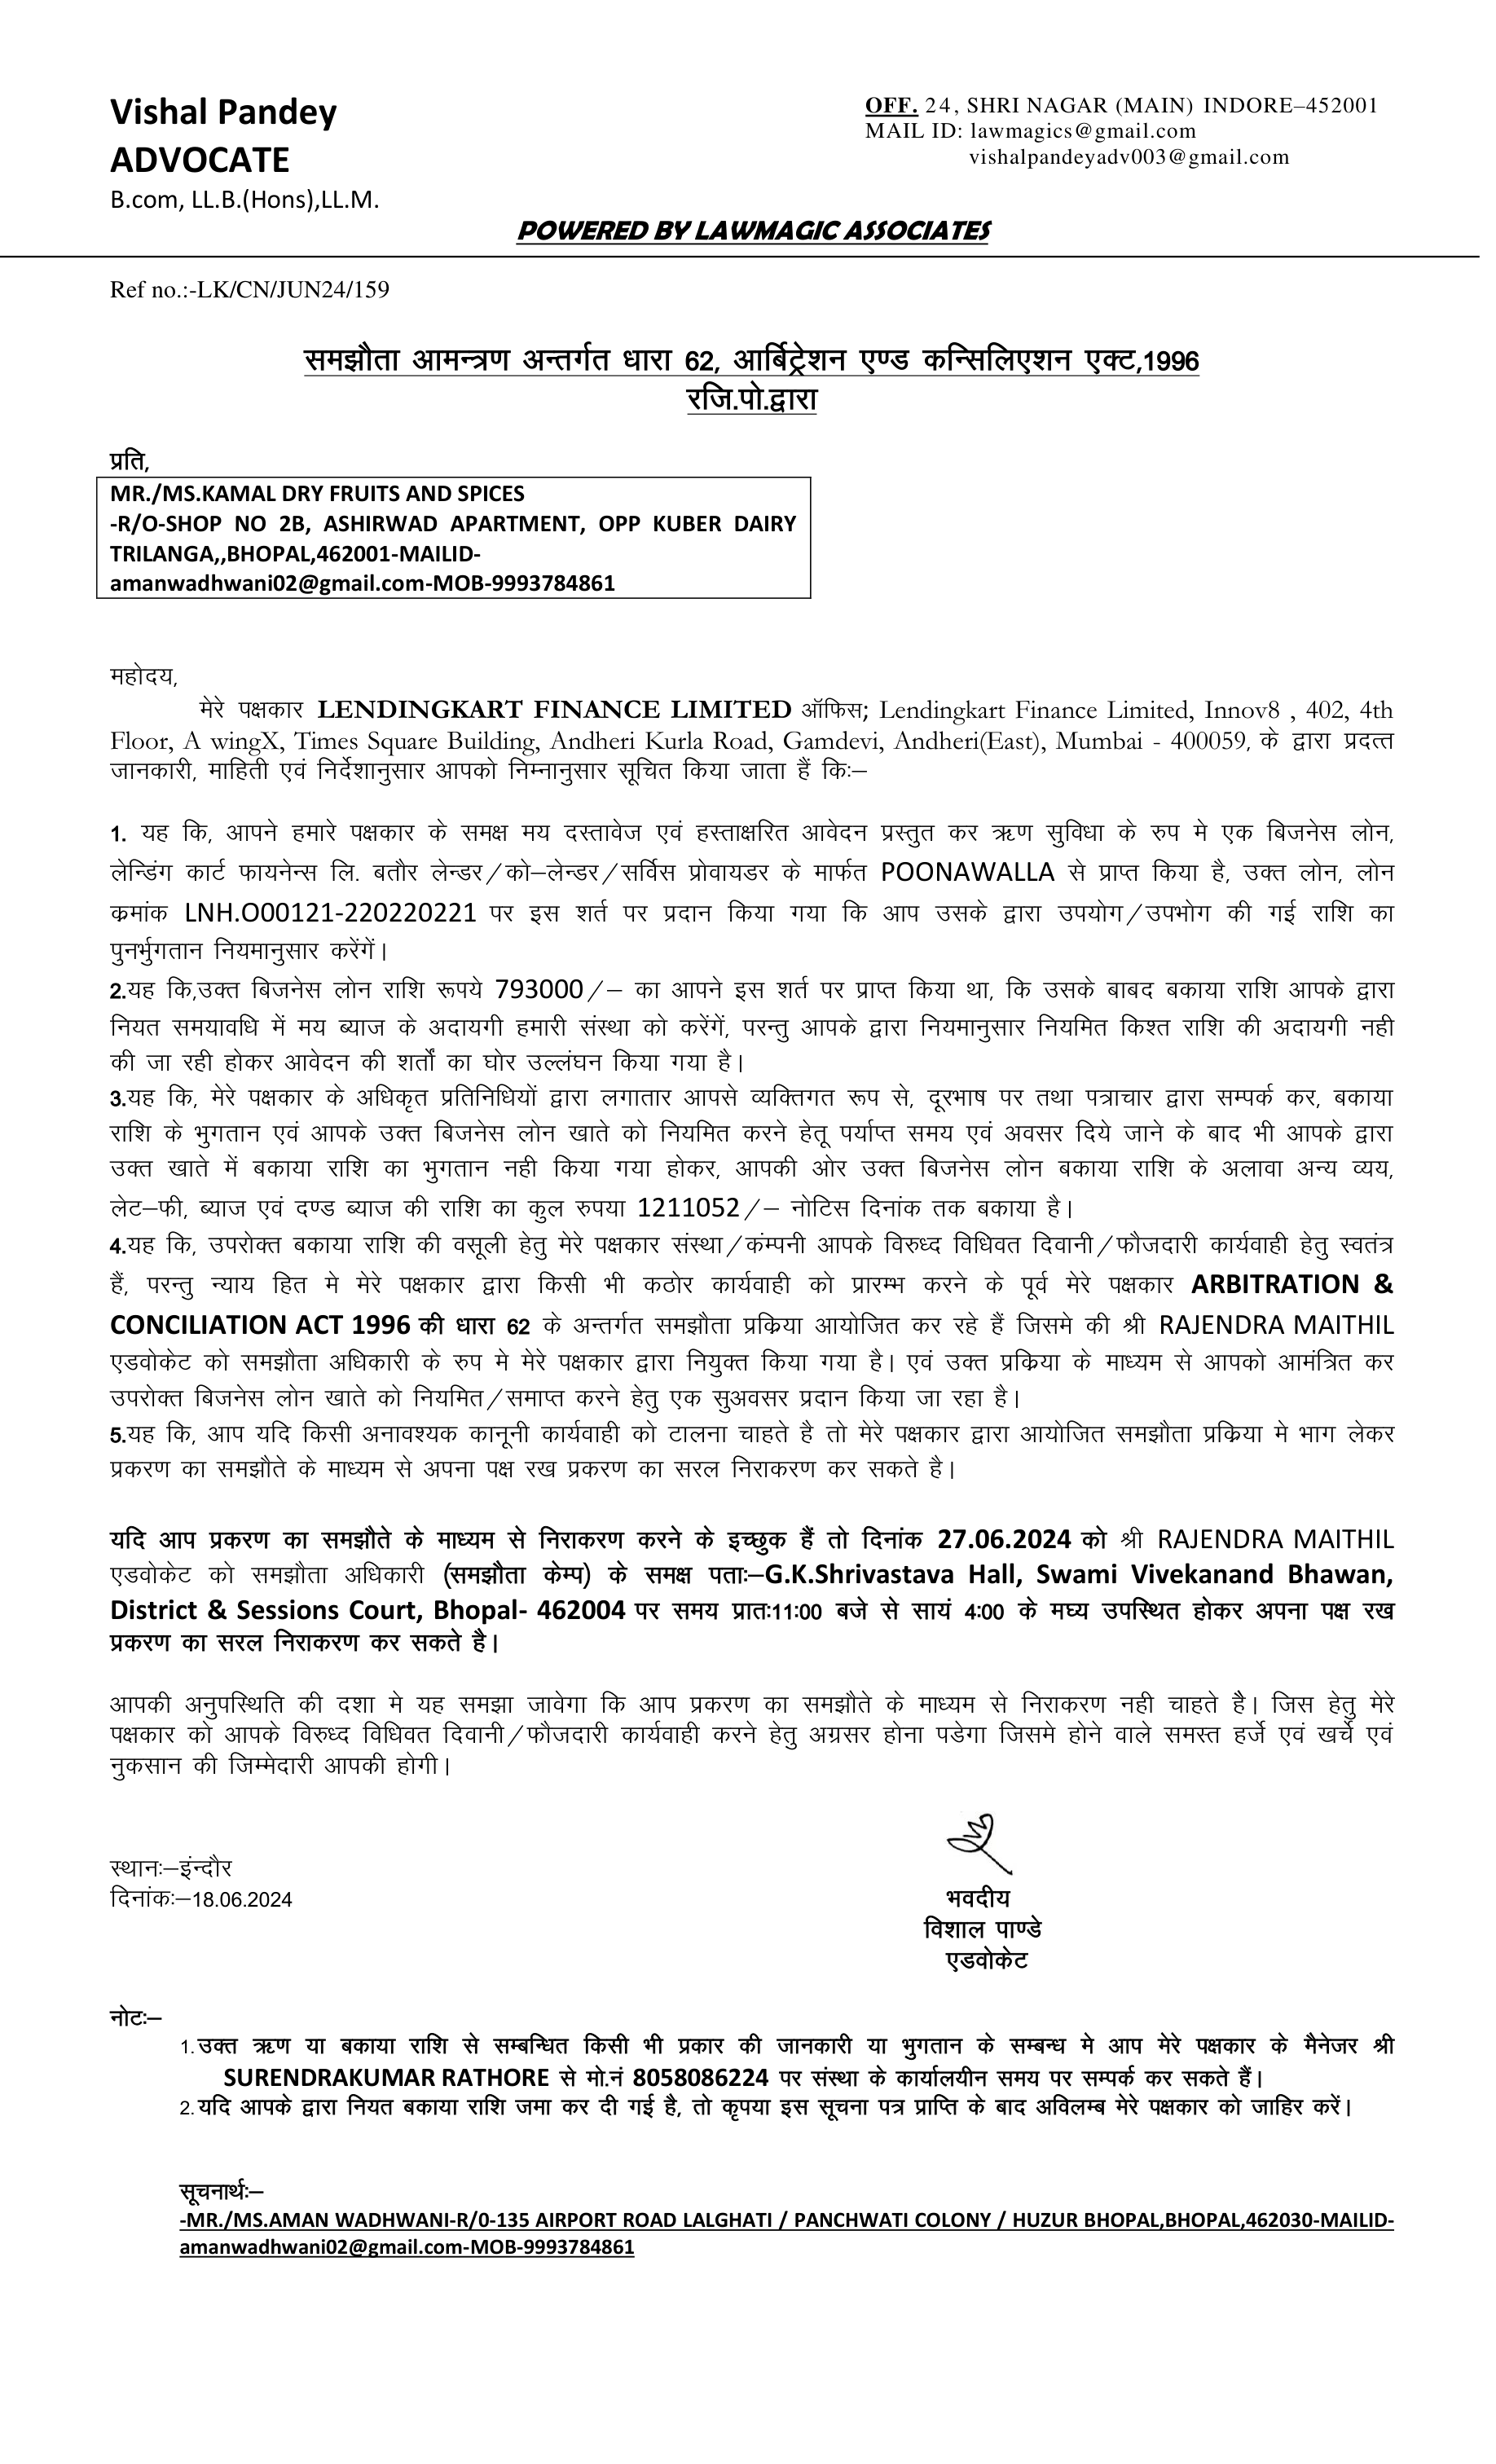 Vishal Pandey
OFF. 24, SHRI NAGAR (MAIN) INDORE–452001
ADVOCATE
MAIL ID: lawmagics@gmail.com
vishalpandeyadv003@gmail.com
B.com, LL.B.(Hons),LL.M.
POWERED BY LAWMAGIC ASSOCIATES
Ref no.:-LK/CN/JUN24/159
समझौता आमन्त्रण अन्तर्गत धारा 62, आर्बिट्रेशन एण्ड कन्सिलिएशन एक्ट,1996
रजि.पो.द्वारा
प्रति,
MR./MS.KAMAL DRY FRUITS AND SPICES
-R/O-SHOP NO 2B, ASHIRWAD APARTMENT, OPP KUBER DAIRY
TRILANGA,,BHOPAL,462001-MAILID-
amanwadhwani02@gmail.com-MOB-9993784861
महोदय,
मेरे पक्षकार LENDINGKART FINANCE LIMITED ऑफिस; Lendingkart Finance Limited, Innov8 , 402, 4th
Floor, A wingX, Times Square Building, Andheri Kurla Road, Gamdevi, Andheri(East), Mumbai - 400059, के द्वारा प्रदत्त
जानकारी, माहिती एवं निर्देशानुसार आपको निम्नानुसार सूचित किया जाता हैं किः–
1. यह कि, आपने हमारे पक्षकार के समक्ष मय दस्तावेज एवं हस्ताक्षरित आवेदन प्रस्तुत कर ऋण सुविधा के रुप मे एक बिजनेस लोन,
लेन्डिंग कार्ट फायनेन्स लि. बतौर लेन्डर/को–लेन्डर/सर्विस प्रोवायडर के मार्फत POONAWALLA से प्राप्त किया है, उक्त लोन, लोन
क्रमांक LNH.O00121-220220221 पर इस शर्त पर प्रदान किया गया कि आप उसके द्वारा उपयोग/उपभोग की गई राशि का
पुनर्भुगतान नियमानुसार करेंगें।
2.यह कि,उक्त बिजनेस लोन राशि रूपये 793000/– का आपने इस शर्त पर प्राप्त किया था, कि उसके बाबद बकाया राशि आपके द्वारा
नियत समयावधि में मय ब्याज के अदायगी हमारी संस्था को करेंगें, परन्तु आपके द्वारा नियमानुसार नियमित किश्त राशि की अदायगी नही
की जा रही होकर आवेदन की शर्तों का घोर उल्लंघन किया गया है।
3.यह कि, मेरे पक्षकार के अधिकृत प्रतिनिधियों द्वारा लगातार आपसे व्यक्तिगत रूप से, दूरभाष पर तथा पत्राचार द्वारा सम्पर्क कर, बकाया
राशि के भुगतान एवं आपके उक्त बिजनेस लोन खाते को नियमित करने हेतू पर्याप्त समय एवं अवसर दिये जाने के बाद भी आपके द्वारा
उक्त खाते में बकाया राशि का भुगतान नही किया गया होकर, आपकी ओर उक्त बिजनेस लोन बकाया राशि के अलावा अन्य व्यय,
लेट–फी, ब्याज एवं दण्ड ब्याज की राशि का कुल रुपया 1211052/– नोटिस दिनांक तक बकाया है।
4.यह कि, उपरोक्त बकाया राशि की वसूली हेतु मेरे पक्षकार संस्था/कंम्पनी आपके विरुध्द विधिवत दिवानी/फौजदारी कार्यवाही हेतु स्वतंत्र
हैं, परन्तु न्याय हित मे मेरे पक्षकार द्वारा किसी भी कठोर कार्यवाही को प्रारम्भ करने के पूर्व मेरे पक्षकार ARBITRATION &
CONCILIATION ACT 1996 की धारा 62 के अन्तर्गत समझौता प्रक्रिया आयोजित कर रहे हैं जिसमे की श्री RAJENDRA MAITHIL
एडवोकेट को समझौता अधिकारी के रुप मे मेरे पक्षकार द्वारा नियुक्त किया गया है। एवं उक्त प्रक्रिया के माध्यम से आपको आमंत्रित कर
उपरोक्त बिजनेस लोन खाते को नियमित/समाप्त करने हेतु एक सुअवसर प्रदान किया जा रहा है।
5.यह कि, आप यदि किसी अनावश्यक कानूनी कार्यवाही को टालना चाहते है तो मेरे पक्षकार द्वारा आयोजित समझौता प्रक्रिया मे भाग लेकर
प्रकरण का समझौते के माध्यम से अपना पक्ष रख प्रकरण का सरल निराकरण कर सकते है।
यदि आप प्रकरण का समझौते के माध्यम से निराकरण करने के इच्छुक हैं तो दिनांक 27.06.2024 को श्री RAJENDRA MAITHIL
एडवोकेट को समझौता अधिकारी (समझौता केम्प) के समक्ष पताः–G.K.Shrivastava Hall, Swami Vivekanand Bhawan,
District & Sessions Court, Bhopal- 462004 पर समय प्रातः11:00 बजे से सायं 4:00 के मघ्य उपस्थित होकर अपना पक्ष रख
प्रकरण का सरल निराकरण कर सकते है।
आपकी अनुपस्थिति की दशा मे यह समझा जावेगा कि आप प्रकरण का समझौते के माध्यम से निराकरण नही चाहते है। जिस हेतु मेरे
पक्षकार को आपके विरुध्द विधिवत दिवानी/फौजदारी कार्यवाही करने हेतु अग्रसर होना पडेगा जिसमे होने वाले समस्त हर्जे एवं खर्चे एवं
नुकसान की जिम्मेदारी आपकी होगी।
स्थानः–इंन्दौर
दिनांकः–18.06.2024
भवदीय
विशाल पाण्डे
एडवोकेट
नोटः–
1.उक्त ऋण या बकाया राशि से सम्बन्धित किसी भी प्रकार की जानकारी या भुगतान के सम्बन्ध मे आप मेरे पक्षकार के मैनेजर श्री
SURENDRAKUMAR RATHORE से मो.नं 8058086224 पर संस्था के कार्यालयीन समय पर सम्पर्क कर सकते हैं।
2.यदि आपके द्वारा नियत बकाया राशि जमा कर दी गई है, तो कृपया इस सूचना पत्र प्राप्ति के बाद अविलम्ब मेरे पक्षकार को जाहिर करें।
सूचनार्थः–
-MR./MS.AMAN WADHWANI-R/0-135 AIRPORT ROAD LALGHATI / PANCHWATI COLONY / HUZUR BHOPAL,BHOPAL,462030-MAILID-
amanwadhwani02@gmail.com-MOB-9993784861